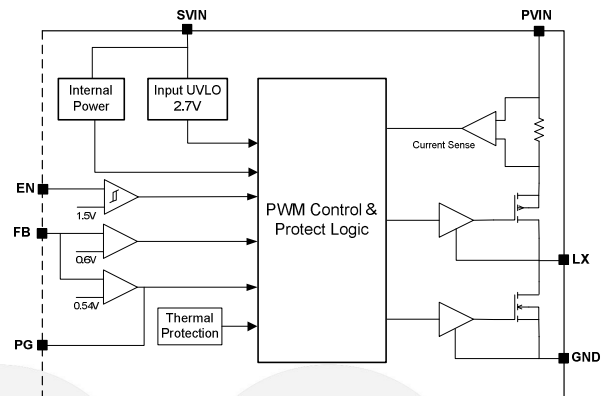 SVIN
PVIN
Internal
Power
Input UVLO
2.7V
Current Sense
EN
1.5V
PWM Control &
Protect Logic
FB
0.6V
LX
0.54V
Thermal
Protection
PG
GND